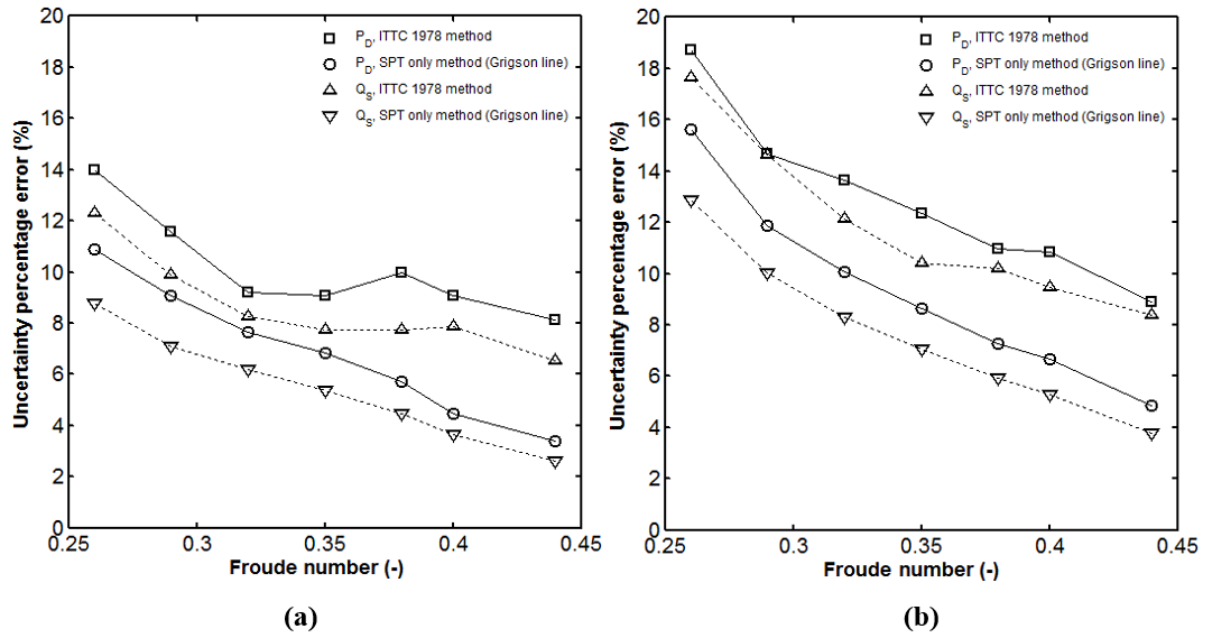 20
18
16
14
12
10
8
6
4
2
0
Uncertainty percentage error (%)
P_D, ITTC 1978 method
P_D, SPT only method (Grigson line)
Q_S, ITTC 1978 method
Q_S, SPT only method (Grigson line)
0.25 0.3 0.35 0.4 0.45
Froude number (-)
(a)
20
18
16
14
12
10
8
6
4
2
0
Uncertainty percentage error (%)
P_D, ITTC 1978 method
P_D, SPT only method (Grigson line)
Q_S, ITTC 1978 method
Q_S, SPT only method (Grigson line)
0.25 0.3 0.35 0.4 0.45
Froude number (-)
(b)